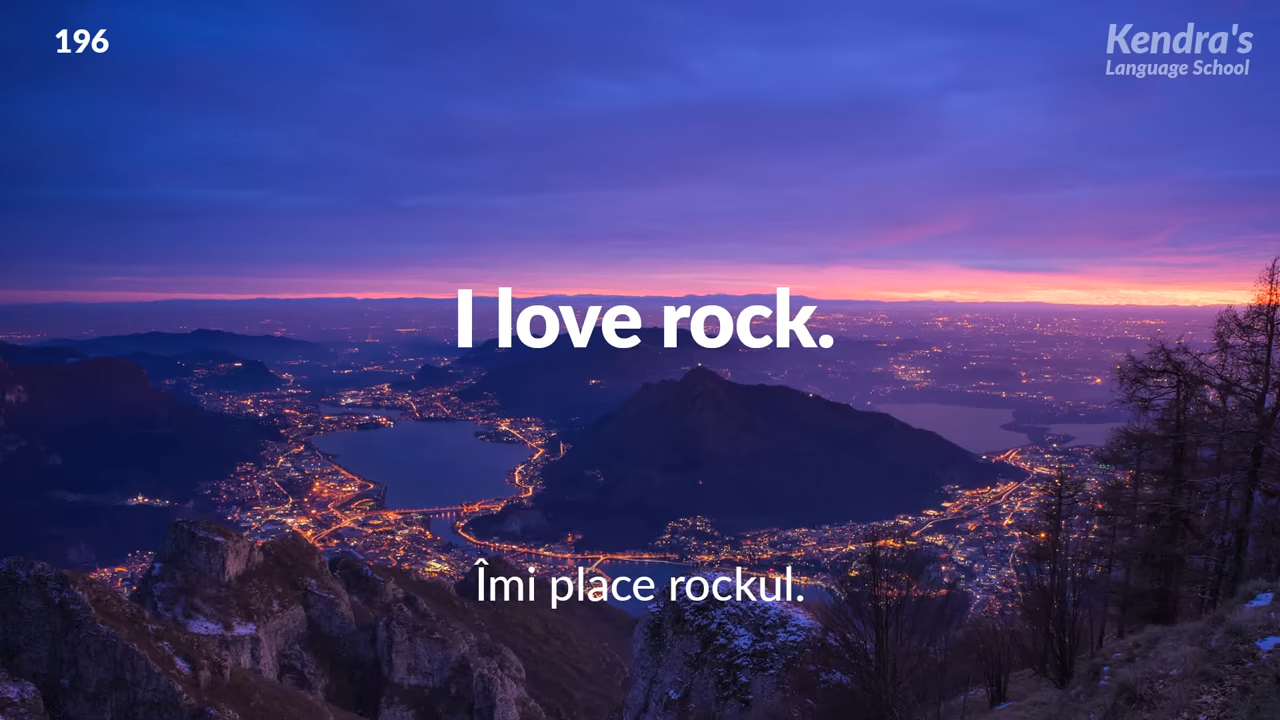 196
Kendra's
Language School
I love rock.
Îmi place rockul.